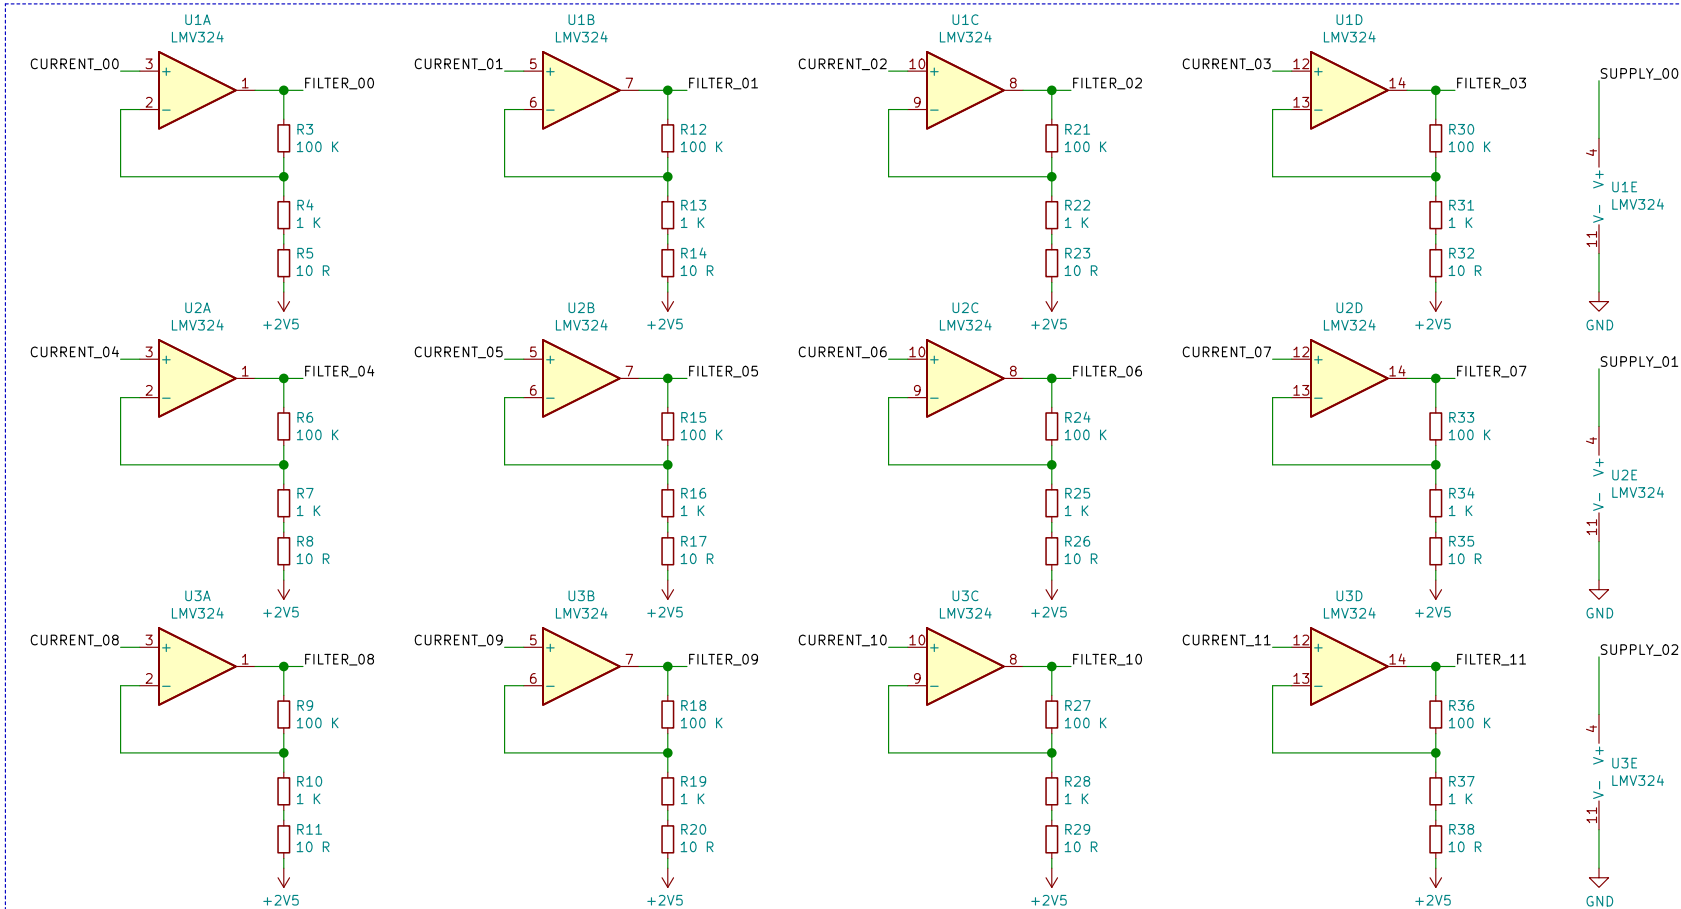 U1A
LMV324
CURRENT_00
3
+
2
−
1
FILTER_00
R3
100 K
R4
1 K
R5
10 R
+2V5
U1B
LMV324
CURRENT_01
5
+
6
−
7
FILTER_01
R12
100 K
R13
1 K
R14
10 R
+2V5
U1C
LMV324
CURRENT_02
10
+
9
−
8
FILTER_02
R21
100 K
R22
1 K
R23
10 R
+2V5
U1D
LMV324
CURRENT_03
12
+
13
−
14
FILTER_03
R30
100 K
R31
1 K
R32
10 R
+2V5
SUPPLY_00
4
V+
U1E
LMV324
V−
11
GND
U2A
LMV324
CURRENT_04
3
+
2
−
1
FILTER_04
R6
100 K
R7
1 K
R8
10 R
+2V5
U2B
LMV324
CURRENT_05
5
+
6
−
7
FILTER_05
R15
100 K
R16
1 K
R17
10 R
+2V5
U2C
LMV324
CURRENT_06
10
+
9
−
8
FILTER_06
R24
100 K
R25
1 K
R26
10 R
+2V5
U2D
LMV324
CURRENT_07
12
+
13
−
14
FILTER_07
R33
100 K
R34
1 K
R35
10 R
+2V5
SUPPLY_01
4
V+
U2E
LMV324
V−
11
GND
U3A
LMV324
CURRENT_08
3
+
2
−
1
FILTER_08
R9
100 K
R10
1 K
R11
10 R
+2V5
U3B
LMV324
CURRENT_09
5
+
6
−
7
FILTER_09
R18
100 K
R19
1 K
R20
10 R
+2V5
U3C
LMV324
CURRENT_10
10
+
9
−
8
FILTER_10
R27
100 K
R28
1 K
R29
10 R
+2V5
U3D
LMV324
CURRENT_11
12
+
13
−
14
FILTER_11
R36
100 K
R37
1 K
R38
10 R
+2V5
SUPPLY_02
4
V+
U3E
LMV324
V−
11
GND